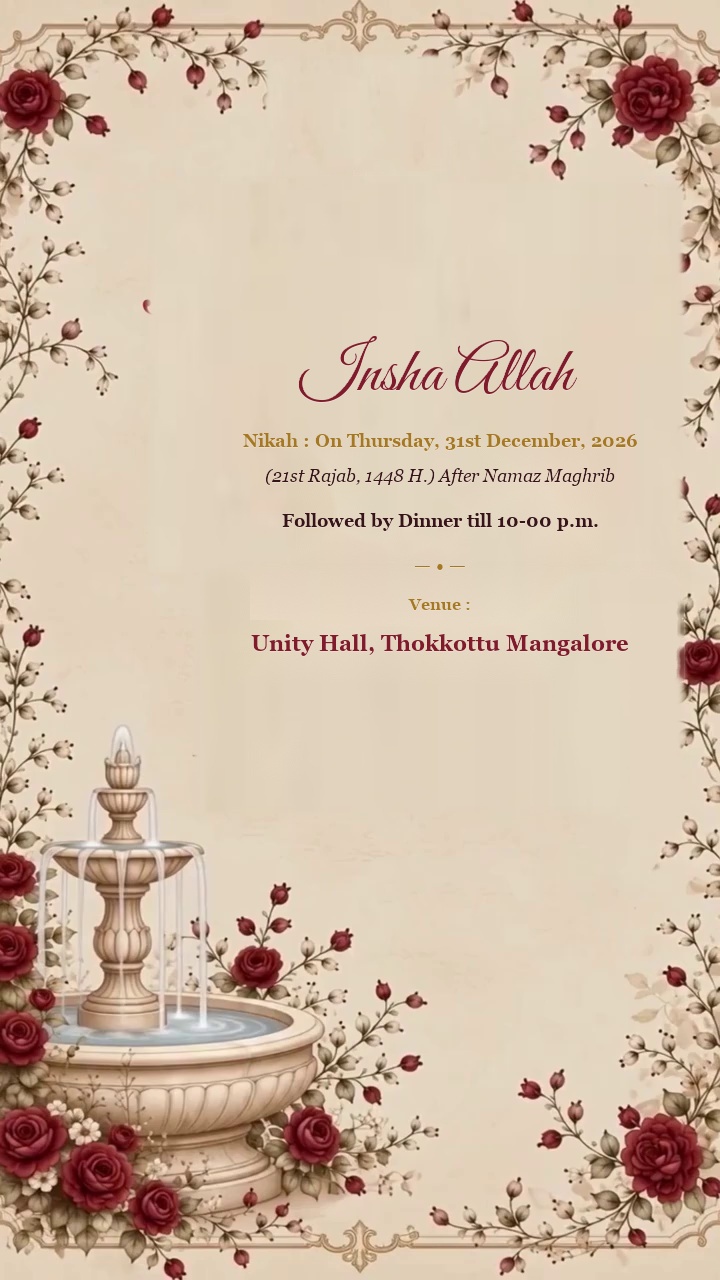 Insha Allah
Nikah : On Thursday, 31st December, 2026
(21st Rajab, 1448 H.) After Namaz Maghrib
Followed by Dinner till 10-00 p.m.
Venue :
Unity Hall, Thokkottu Mangalore